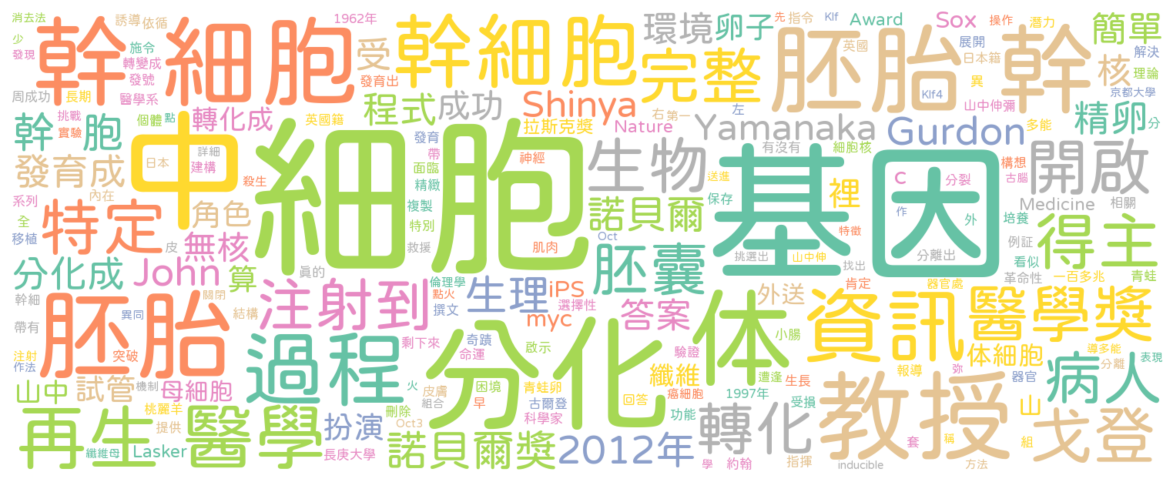 消去法
誘導
依循
1962年
少
發現
幹細胞
施令
轉變成
發號
幹細胞
受
環境
卵子
完整
Award
Sox
Klf
指令
先
操作
潛力
簡單
展開
英國
日本籍
異
解決
理論
核
胚胎
幹
周成功
長期
醫學系
發育出
程式
成功
Shinya
右
第一
左
Klf4
山中伸彌
京都大學
挑戰
實驗
個體
點
轉化成
英國籍
拉斯克獎
Nature
Yamanaka
Gurdon
多能
精卵
分
幹
胞
發育
帶
神經
有沒有
細胞核
構想
日本
詳細
建構
面臨
精緻
生物
送進
保存
c
分裂
古腦
開啟
發育成
中
細胞
基因
殺生
內在
複製
特別
裡
作
外
培養
Medicine
相關
系列
全
移植
特定
角色
皮
救援
肌肉
諾貝爾
Oct
挑選出
特徵
山中伸
分離出
例証
看似
得主
無核
分化成
John
算
倫理學
點火
胚囊
找出
肯定
革命性
一百多兆
青蛙
幹細
關閉
結構
注射到
撰文
生理
iPS
選擇性
myc
答案
外送
器官處
資訊
醫學獎
帶有
異同
胚胎
突破
過程
剩下來
奇蹟
命運
啟示
小腸
驗證
体
体細胞
導多能
表現
注射
作法
山中
試管
機制
母細胞
火
分化
皮膚
組合
困境
早
青蛙卵
古爾登
科學家
回答
纖維
癌細胞
功能
遭逢
生長
1997年
受損
報導
弥
器官
分離
病人
桃麗羊
提供
再生
醫學
扮演
刪除
Oct3
諾貝爾獎
2012年
轉化
教授
套
稱
山
組
戈登
纖維母
Lasker
長庚大學
學
約翰
指揮
inducible
方法